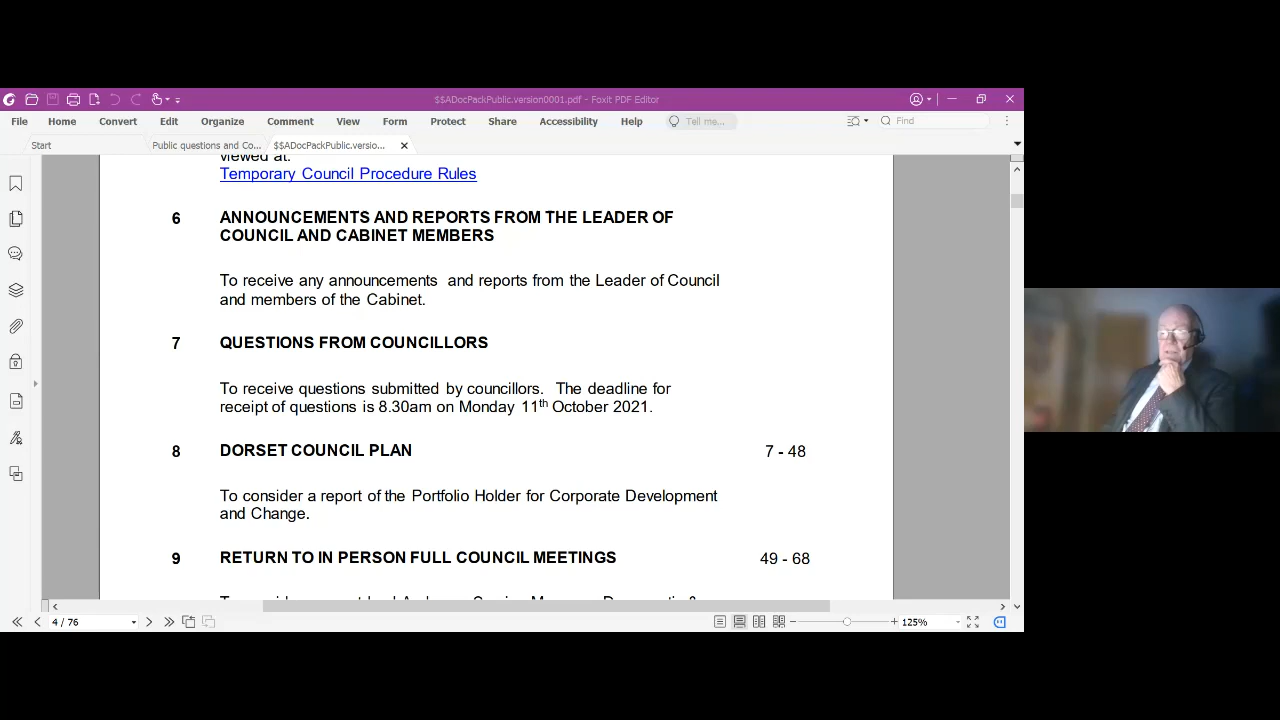 $$ADocPackPublic.version0001.pdf - Foxit PDF Editor
File Home Convert Edit Organize Comment View Form Protect Share Accessibility Help Tell me... Find
Start Public questions and Co... $$ADocPackPublic.versio...
viewed at:
Temporary Council Procedure Rules
6 ANNOUNCEMENTS AND REPORTS FROM THE LEADER OF
COUNCIL AND CABINET MEMBERS
To receive any announcements and reports from the Leader of Council
and members of the Cabinet.
7 QUESTIONS FROM COUNCILLORS
To receive questions submitted by councillors. The deadline for
receipt of questions is 8.30am on Monday 11th October 2021.
8 DORSET COUNCIL PLAN 7 - 48
To consider a report of the Portfolio Holder for Corporate Development
and Change.
9 RETURN TO IN PERSON FULL COUNCIL MEETINGS 49 - 68
4 / 76 125%